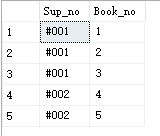 Sup_no Book_no
1 #001 1
2 #001 2
3 #001 3
4 #002 4
5 #002 5